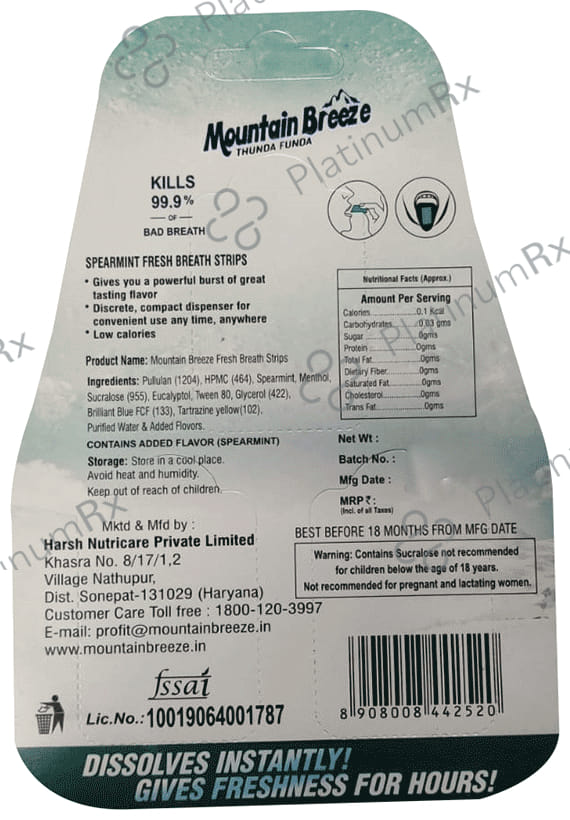 Mountain Breeze
THUNDA FUNDA
KILLS
99.9%
OF
BAD BREATH
SPEARMINT FRESH BREATH STRIPS
• Gives you a powerful burst of great
tasting flavor
• Discrete, compact dispenser for
convenient use any time, anywhere
• Low calories
Product Name: Mountain Breeze Fresh Breath Strips
Ingredients: Pullulan (1204), HPMC (464), Spearmint, Menthol,
Sucralose (955), Eucalyptol, Tween 80, Glycerol (422),
Brilliant Blue FCF (133), Tartrazine yellow(102),
Purified Water & Added Flavors.
CONTAINS ADDED FLAVOR (SPEARMINT)
Storage: Store in a cool place.
Avoid heat and humidity.
Keep out of reach of children.
Nutritional Facts (Approx.)
Amount Per Serving
Calories 0.1 Kcal
Carbohydrates 0.03 gms
Sugar 0gms
Protein 0gms
Total Fat 0gms
Dietary Fiber 0gms
Saturated Fat 0gms
Cholesterol 0gms
Trans Fat 0gms
Net Wt :
Batch No. :
Mfg Date :
MRP ₹ :
(Incl. of all Taxes)
BEST BEFORE 18 MONTHS FROM MFG DATE
Warning: Contains Sucralose not recommended
for children below the age of 18 years.
Not recommended for pregnant and lactating women.
Mktd & Mfd by :
Harsh Nutricare Private Limited
Khasra No. 8/17/1,2
Village Nathupur,
Dist. Sonepat-131029 (Haryana)
Customer Care Toll free : 1800-120-3997
E-mail: profit@mountainbreeze.in
www.mountainbreeze.in
fssai
Lic.No.: 10019064001787
8 908008 442520
DISSOLVES INSTANTLY!
GIVES FRESHNESS FOR HOURS!
PlatinumRx
PlatinumRx
PlatinumRx